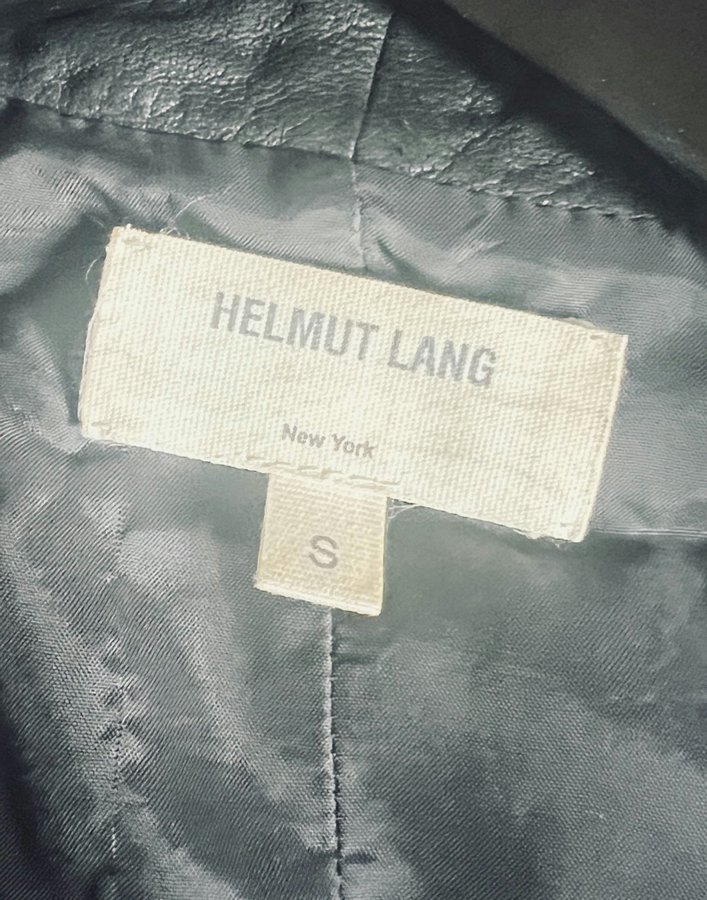 HELMUT LANG
New York
S